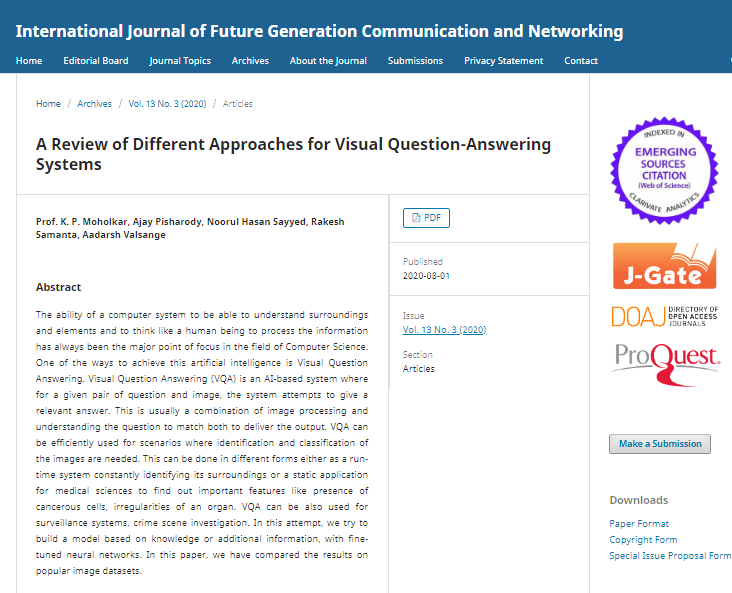 International Journal of Future Generation Communication and Networking
Home Editorial Board Journal Topics Archives About the Journal Submissions Privacy Statement Contact
Home / Archives / Vol. 13 No. 3 (2020) / Articles
A Review of Different Approaches for Visual Question-Answering
Systems
Prof. K. P. Moholkar, Ajay Pisharody, Noorul Hasan Sayyed, Rakesh
Samanta, Aadarsh Valsange
Abstract
The ability of a computer system to be able to understand surroundings
and elements and to think like a human being to process the information
has always been the major point of focus in the field of Computer Science.
One of the ways to achieve this artificial intelligence is Visual Question
Answering. Visual Question Answering (VQA) is an AI-based system where
for a given pair of question and image, the system attempts to give a
relevant answer. This is usually a combination of image processing and
understanding the question to match both to deliver the output. VQA can
be efficiently used for scenarios where identification and classification of
the images are needed. This can be done in different forms either as a run-
time system constantly identifying its surroundings or a static application
for medical sciences to find out important features like presence of
cancerous cells, irregularities of an organ. VQA can be also used for
surveillance systems, crime scene investigation. In this attempt, we try to
build a model based on knowledge or additional information, with fine-
tuned neural networks. In this paper, we have compared the results on
popular image datasets.
PDF
Published
2020-08-01
Issue
Vol. 13 No. 3 (2020)
Section
Articles
INDEXED IN
EMERGING
SOURCES
CITATION
(Web of Science)
CLARIVATE ANALYTICS
J-Gate
DOAJ DIRECTORY OF
OPEN ACCESS
JOURNALS
ProQuest
Make a Submission
Downloads
Paper Format
Copyright Form
Special Issue Proposal Form